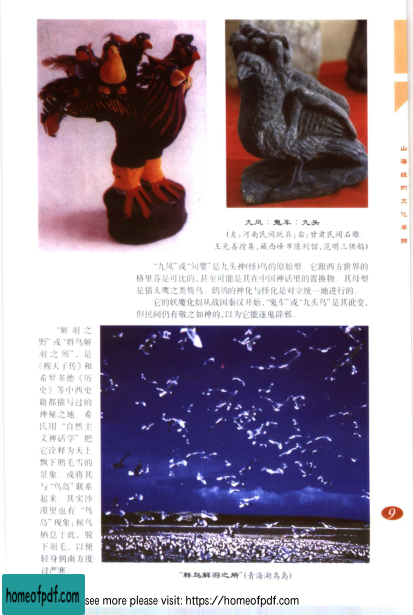 九凤：鬼车：九头
(左:河南民间玩具;右:甘肃民间石雕
王光普搜集,藏西峰市陈列馆,范明三供稿)
“九凤”或“句婴”是九头神(怪)鸟的原始型 它跟西方世界的
格里芬是可比的,甚至可能是其在中国神话里的置换物 其母型
是猫头鹰之类鸷鸟 鸱鸮的神化与怪化是对立统一地进行的
它的妖魔化似从战国秦汉开始,“鬼车”或“九头鸟”是其讹变,
但民间仍有敬之如神的,以为它能逐鬼辟邪
“解羽之
野”或“群鸟解
羽之所”，是
《穆天子传》和
希罗多德《历
史》等中西史
籍都描写过的
神秘之地 希
氏用“自然主
义神话学”把
它诠释为天上
飘下鹅毛雪的
景象 或将其
与“鸟岛”联系
起来 其实沙
漠里也有“鸟
岛”现象:候鸟
栖息于此、脱
下羽毛、以便
轻身到南方度
过严寒
“群鸟解羽之所”(青海湖鸟岛)
山海经的文化寻踪
9
homeofpdf.com
see more please visit: https://homeofpdf.com